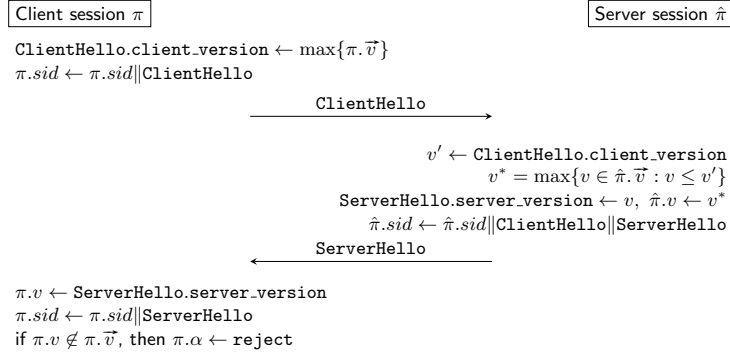 Client session π
Server session π̂
ClientHello.client_version ← max{π.v⃗}
π.sid ← π.sid‖ClientHello
ClientHello
v′ ← ClientHello.client_version
v* = max{v ∈ π̂.v⃗ : v ≤ v′}
ServerHello.server_version ← v, π̂.v ← v*
π̂.sid ← π̂.sid‖ClientHello‖ServerHello
ServerHello
π.v ← ServerHello.server_version
π.sid ← π.sid‖ServerHello
if π.v ∉ π.v⃗, then π.α ← reject